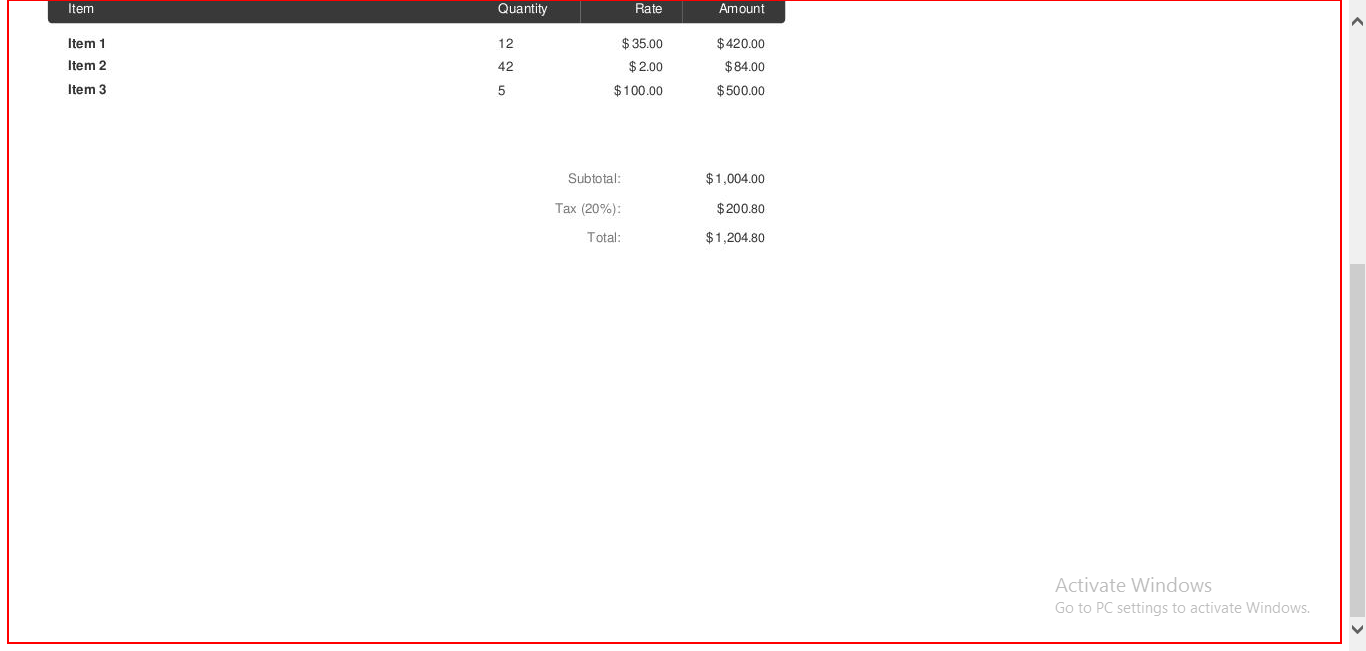 Item Quantity Rate Amount
Item 1 12 $35.00 $420.00
Item 2 42 $2.00 $84.00
Item 3 5 $100.00 $500.00
Subtotal: $1,004.00
Tax (20%): $200.80
Total: $1,204.80
Activate Windows
Go to PC settings to activate Windows.